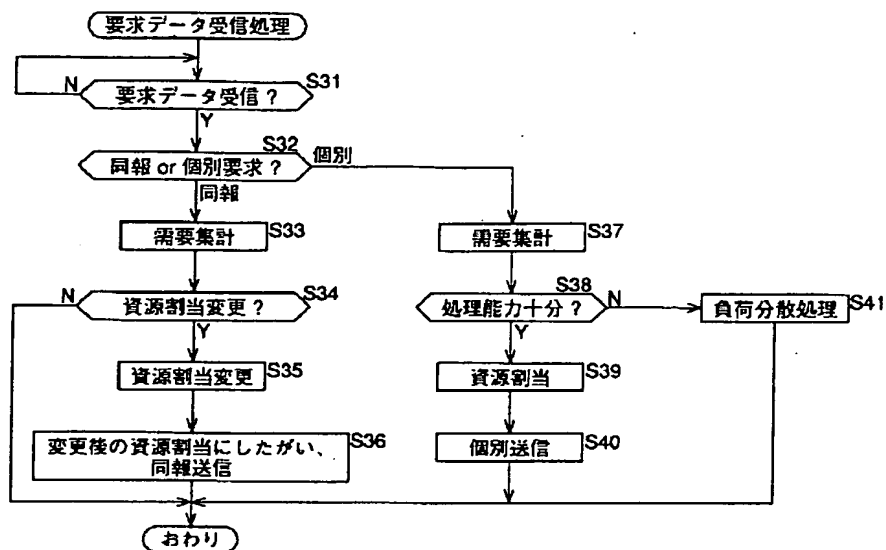 要求データ受信処理
N
要求データ受信？
S31
Y
同報 or 個別要求？
S32
個別
同報
需要集計
S33
需要集計
S37
N
資源割当変更？
S34
Y
処理能力十分？
S38
N
Y
負荷分散処理
S41
資源割当変更
S35
資源割当
S39
変更後の資源割当にしたがい、
同報送信
S36
個別送信
S40
おわり